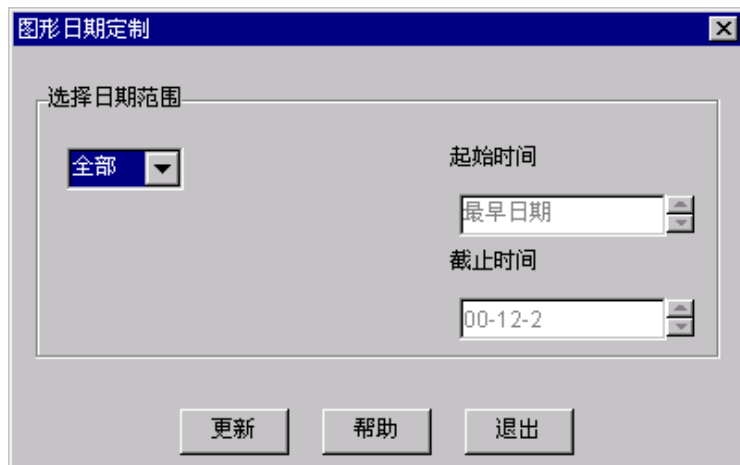 图形日期定制
选择日期范围
全部
起始时间
最早日期
截止时间
00-12-2
更新 帮助 退出